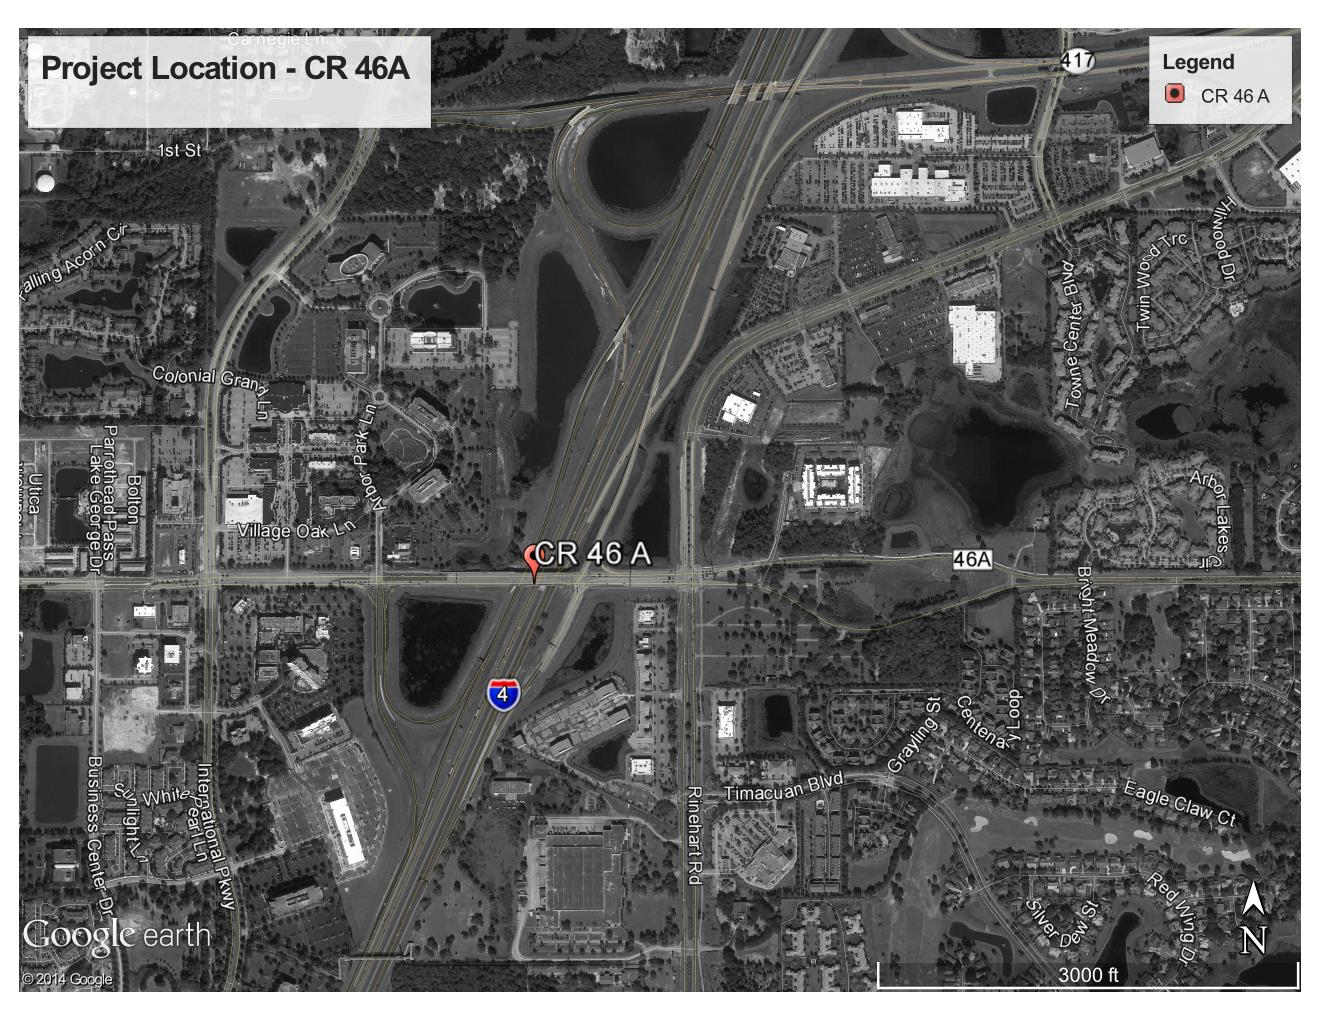 Carnegie Ln
Project Location - CR 46A
417
Legend
CR 46 A
1st St
Falling Acorn Cir
Hillwood Dr
Twin Wood Trc
Towne Center Blvd
Colonial Grand Ln
Arbor Park Ln
Utica
Parrothead Pass
Lake George Dr
Bolton
Village Oak Ln
Arbor Lakes Cir
CR 46 A
46A
Bright Meadow Dr
4
Grayling St
Centenary Loop
Business Center Dr
Sunlight Ln
White Pearl Ln
International Pkwy
Rinehart Rd
Timacuan Blvd
Eagle Claw Ct
Silver Dew St
Red Wing Dr
Google earth
© 2014 Google
N
3000 ft